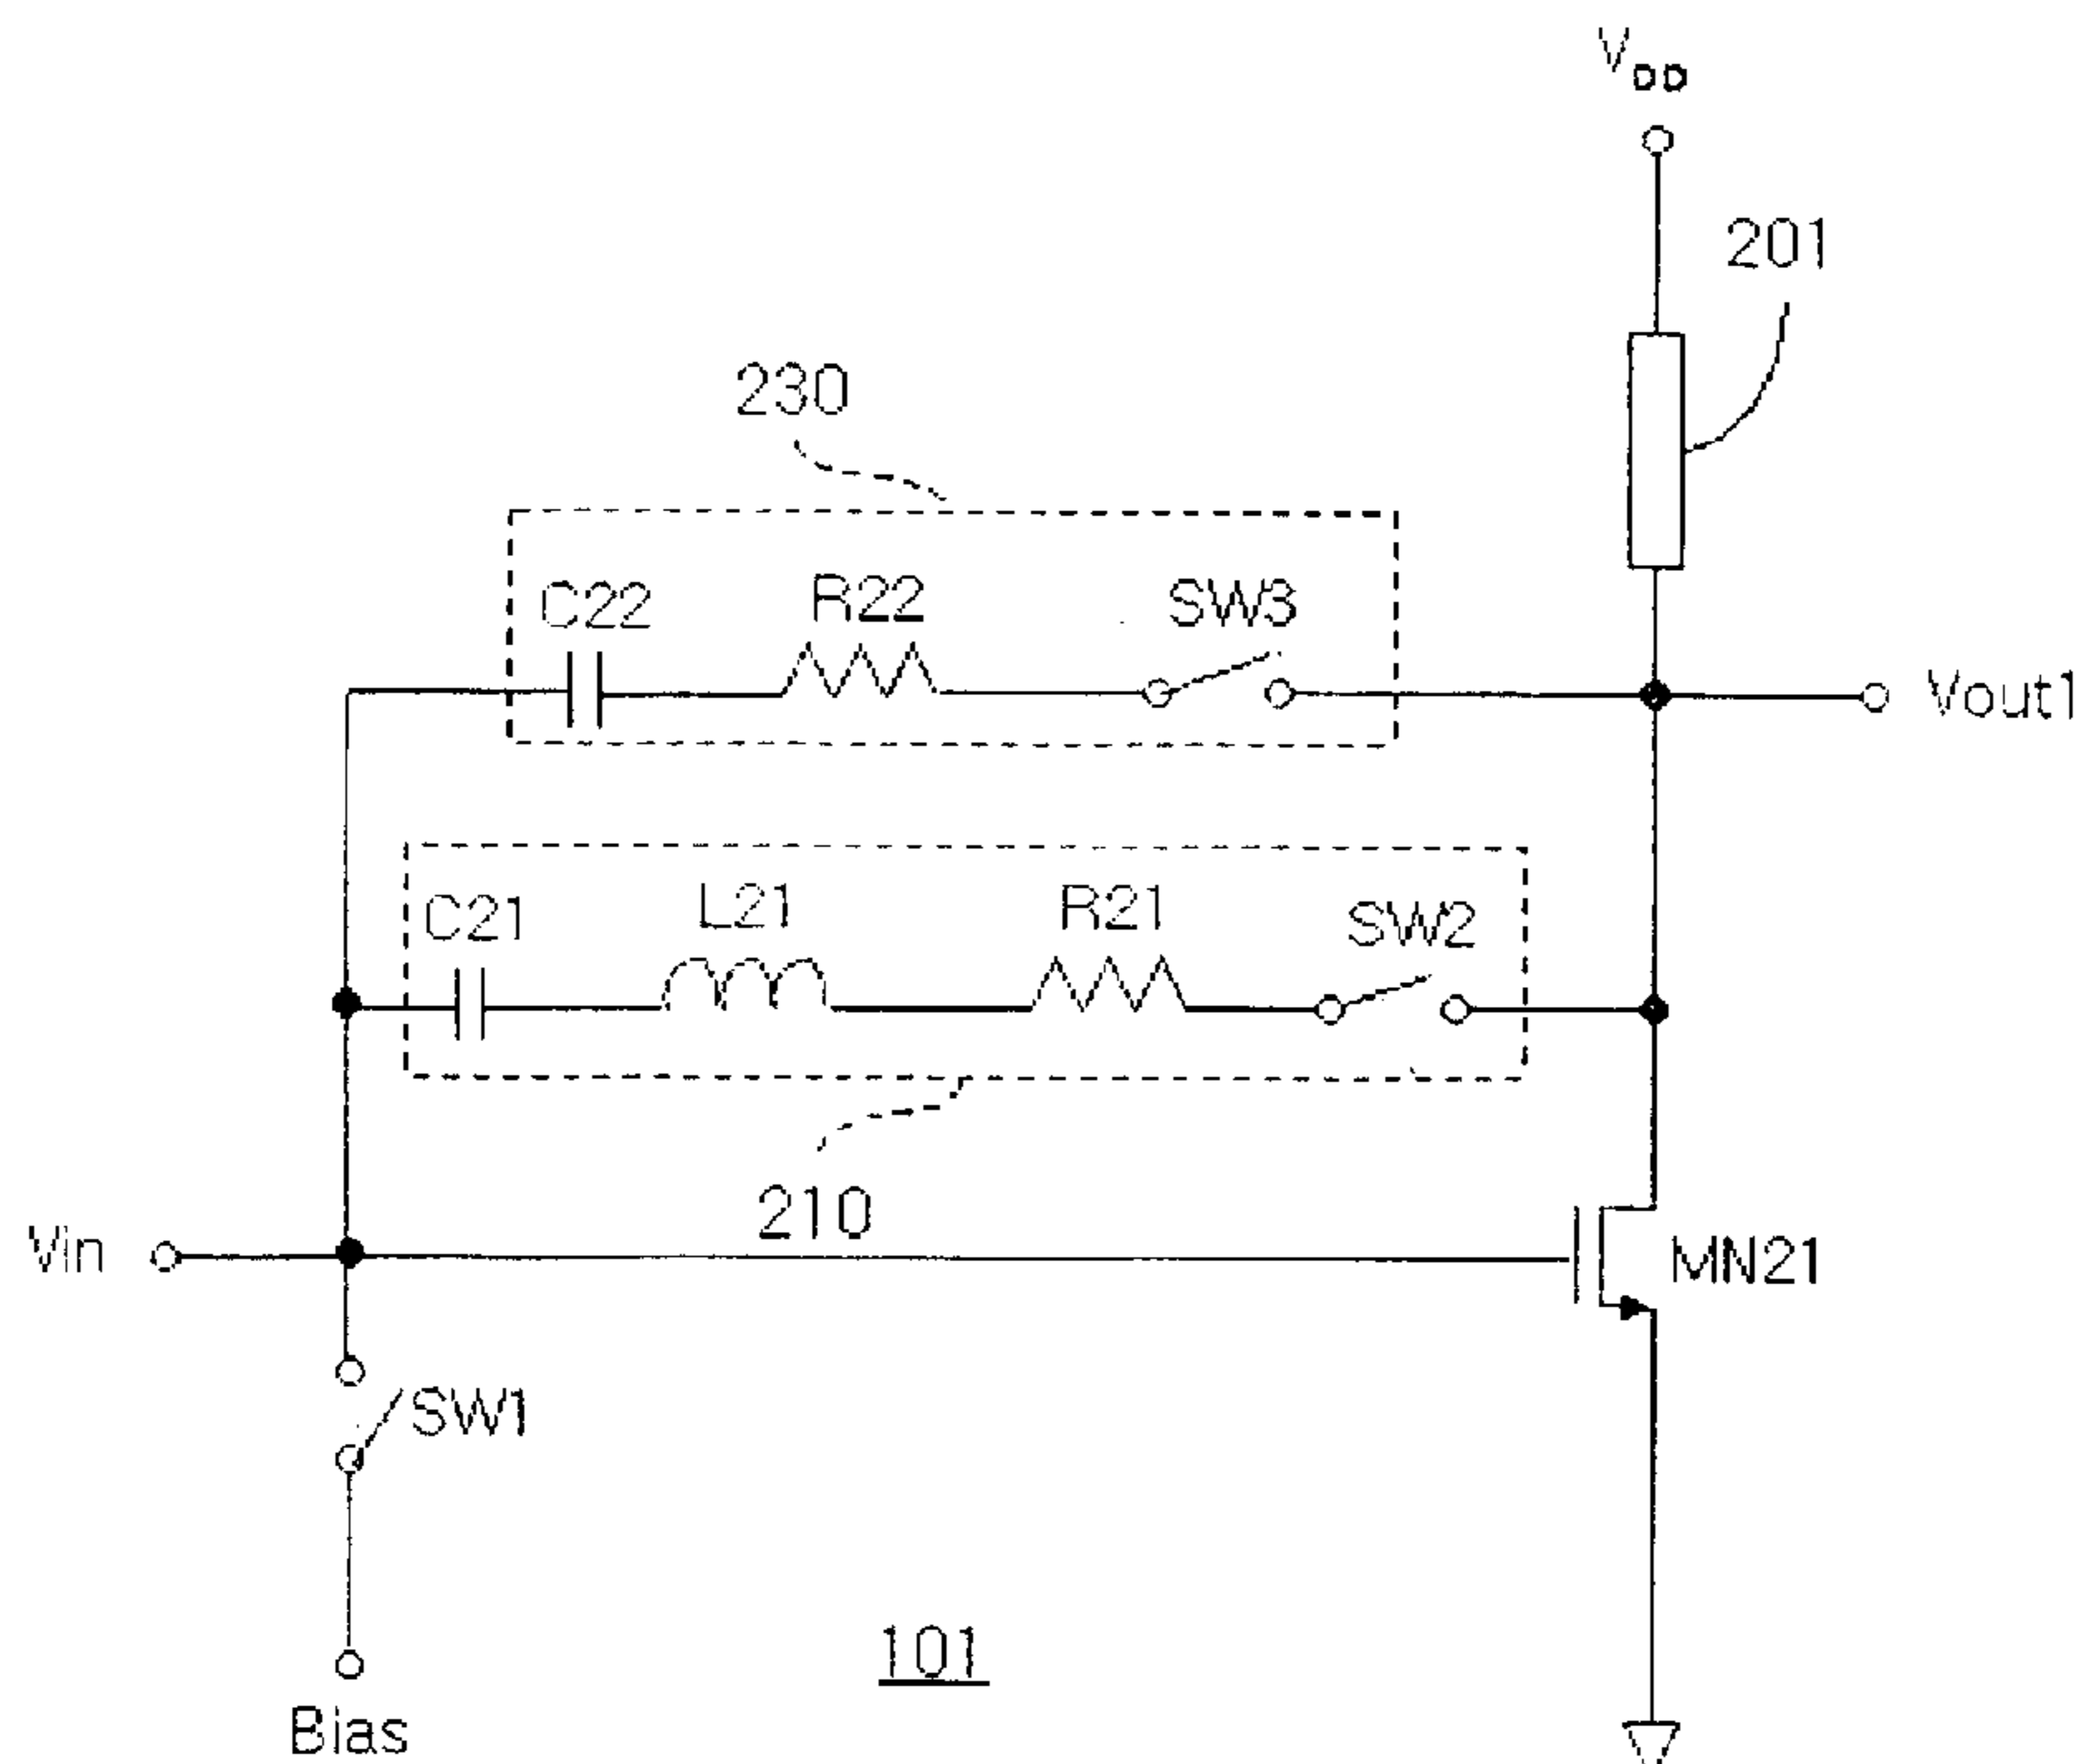 VDD
201
230
C22 R22 SW3
Vout1
C21 L21 R21 SW2
210
Vin
MN21
SW1
101
Bias